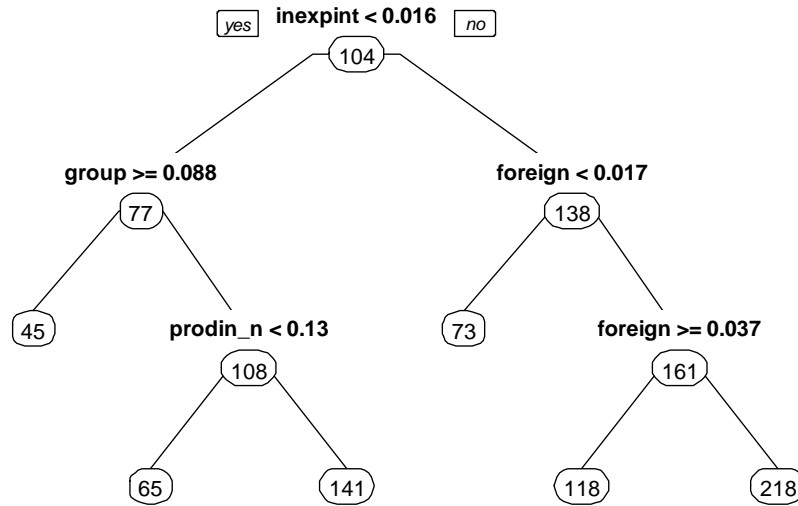 inexpint < 0.016
yes
no
104
group >= 0.088
foreign < 0.017
77
138
45
prodin_n < 0.13
73
foreign >= 0.037
108
161
65
141
118
218